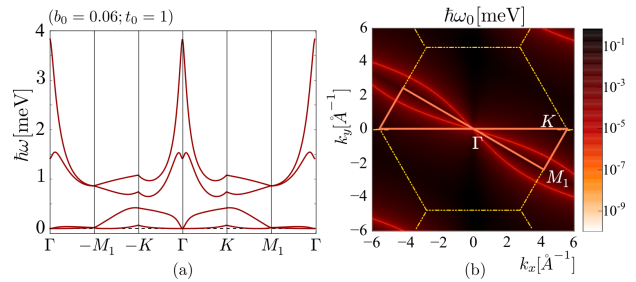 (b₀ = 0.06; t₀ = 1)
ħω[meV]
4
3
2
1
0
Γ −M₁ −K Γ K M₁ Γ
(a)
ħω₀[meV]
k_y[Å⁻¹]
6
4
2
0
−2
−4
−6
K
Γ
M₁
−6 −4 −2 0 2 4 6
k_x[Å⁻¹]
(b)
10⁻¹
10⁻³
10⁻⁵
10⁻⁷
10⁻⁹